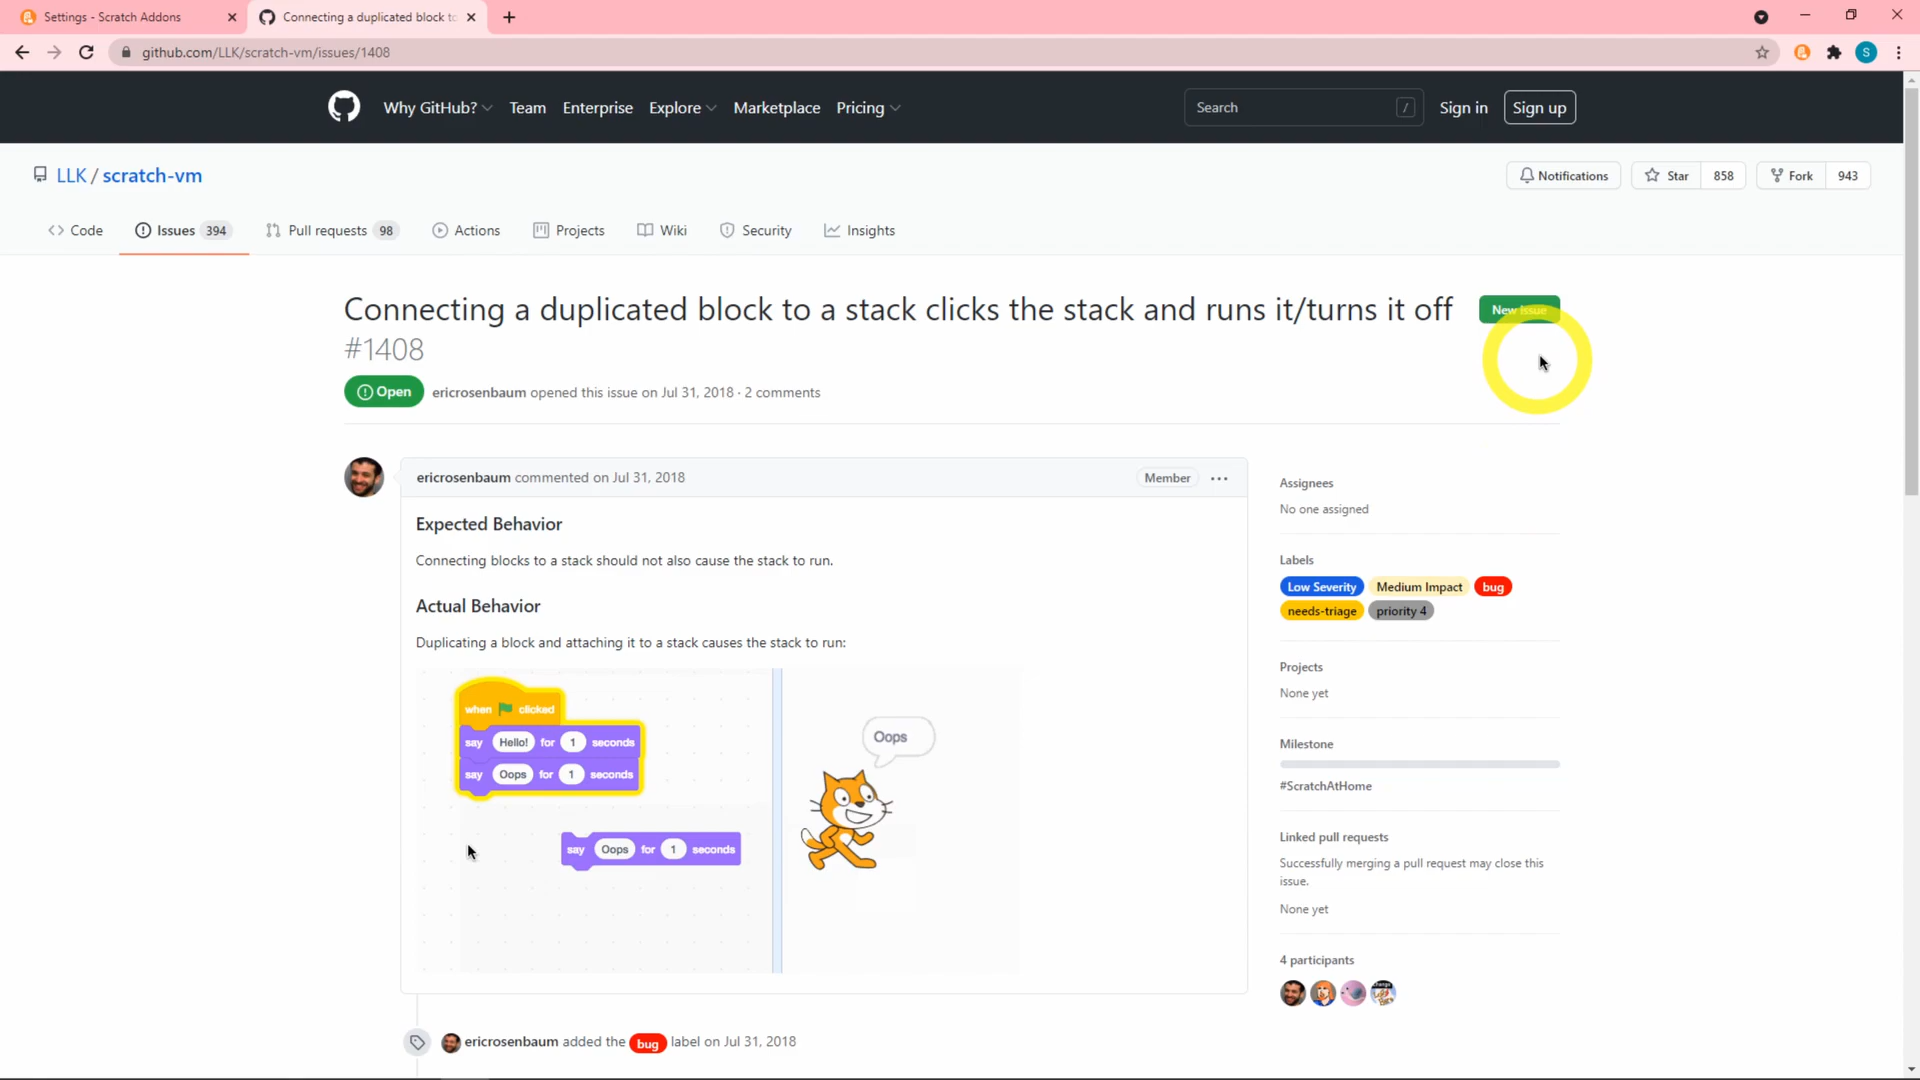 Settings - Scratch Addons
Connecting a duplicated block to
github.com/LLK/scratch-vm/issues/1408
S
Why GitHub?
Team
Enterprise
Explore
Marketplace
Pricing
Search
/
Sign in
Sign up
LLK / scratch-vm
Notifications
Star 858
Fork 943
Code
Issues 394
Pull requests 98
Actions
Projects
Wiki
Security
Insights
Connecting a duplicated block to a stack clicks the stack and runs it/turns it off
#1408
New issue
Open
ericrosenbaum opened this issue on Jul 31, 2018 · 2 comments
ericrosenbaum commented on Jul 31, 2018
Member
Expected Behavior
Connecting blocks to a stack should not also cause the stack to run.
Actual Behavior
Duplicating a block and attaching it to a stack causes the stack to run:
when clicked
say Hello! for 1 seconds
say Oops for 1 seconds
say Oops for 1 seconds
Oops
ericrosenbaum added the bug label on Jul 31, 2018
Assignees
No one assigned
Labels
Low Severity Medium Impact bug
needs-triage priority 4
Projects
None yet
Milestone
#ScratchAtHome
Linked pull requests
Successfully merging a pull request may close this
issue.
None yet
4 participants